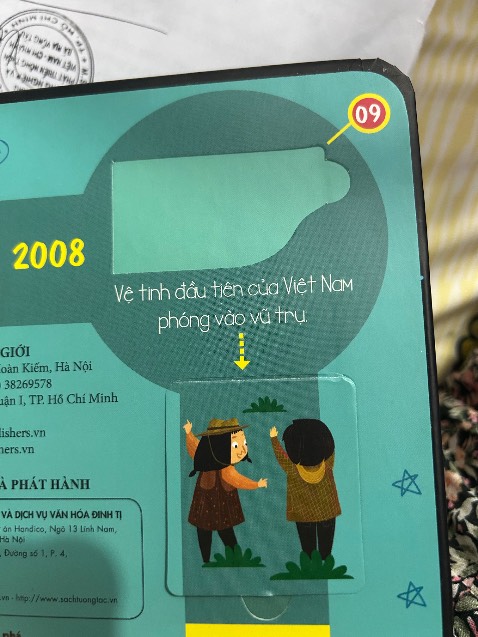 09
2008
Vệ tinh đầu tiên của Việt Nam
phóng vào vũ trụ.
GIỚI
Hoàn Kiếm, Hà Nội
38269578
uận 1, TP. Hồ Chí Minh
lishers.vn
hers.vn
À PHÁT HÀNH
VÀ DỊCH VỤ VĂN HÓA ĐINH TỊ
án Handico, Ngõ 13 Lĩnh Nam,
Hà Nội
, Đường số 1, P. 4,
.vn - http://www.sachtuongtac.vn